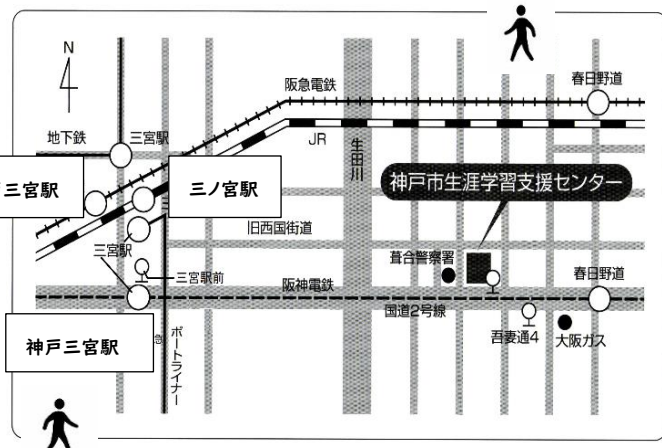 N
阪急電鉄
春日野道
地下鉄
三宮駅
JR
生田川
三宮駅
三ノ宮駅
神戸市生涯学習支援センター
旧西国街道
三宮駅
葺合警察署
三宮駅前
阪神電鉄
春日野道
国道2号線
神戸三宮駅
ポートライナー
吾妻通4
大阪ガス